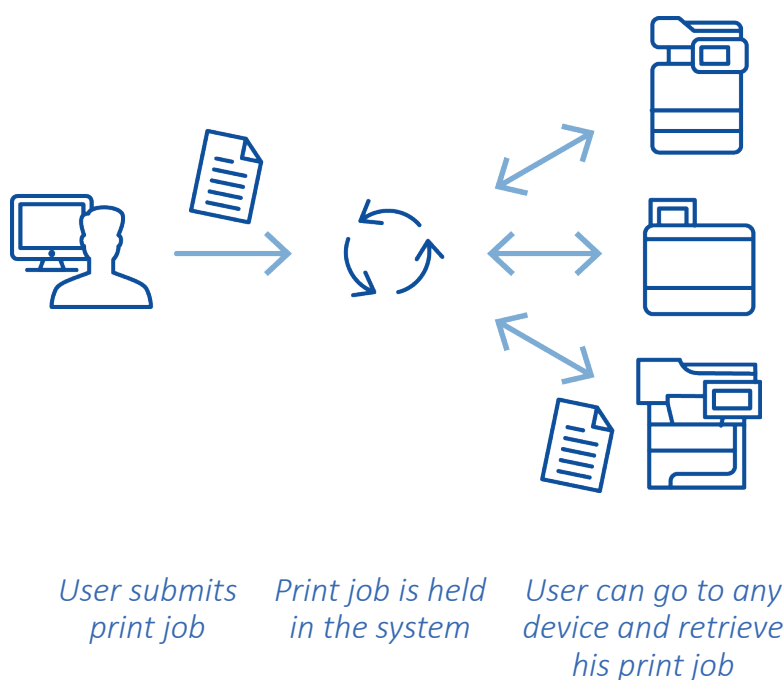 User submits
print job
Print job is held
in the system
User can go to any
device and retrieve
his print job